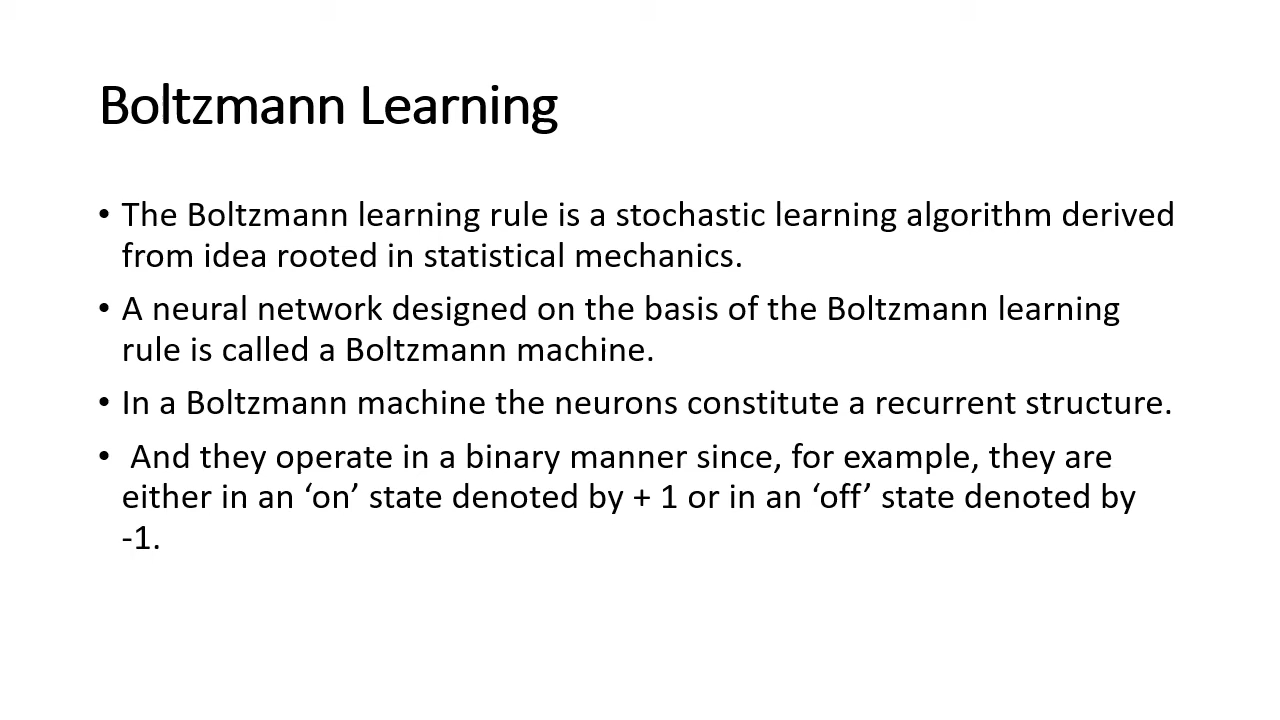 Boltzmann Learning
• The Boltzmann learning rule is a stochastic learning algorithm derived
from idea rooted in statistical mechanics.
• A neural network designed on the basis of the Boltzmann learning
rule is called a Boltzmann machine.
• In a Boltzmann machine the neurons constitute a recurrent structure.
• And they operate in a binary manner since, for example, they are
either in an ‘on’ state denoted by + 1 or in an ‘off’ state denoted by
-1.